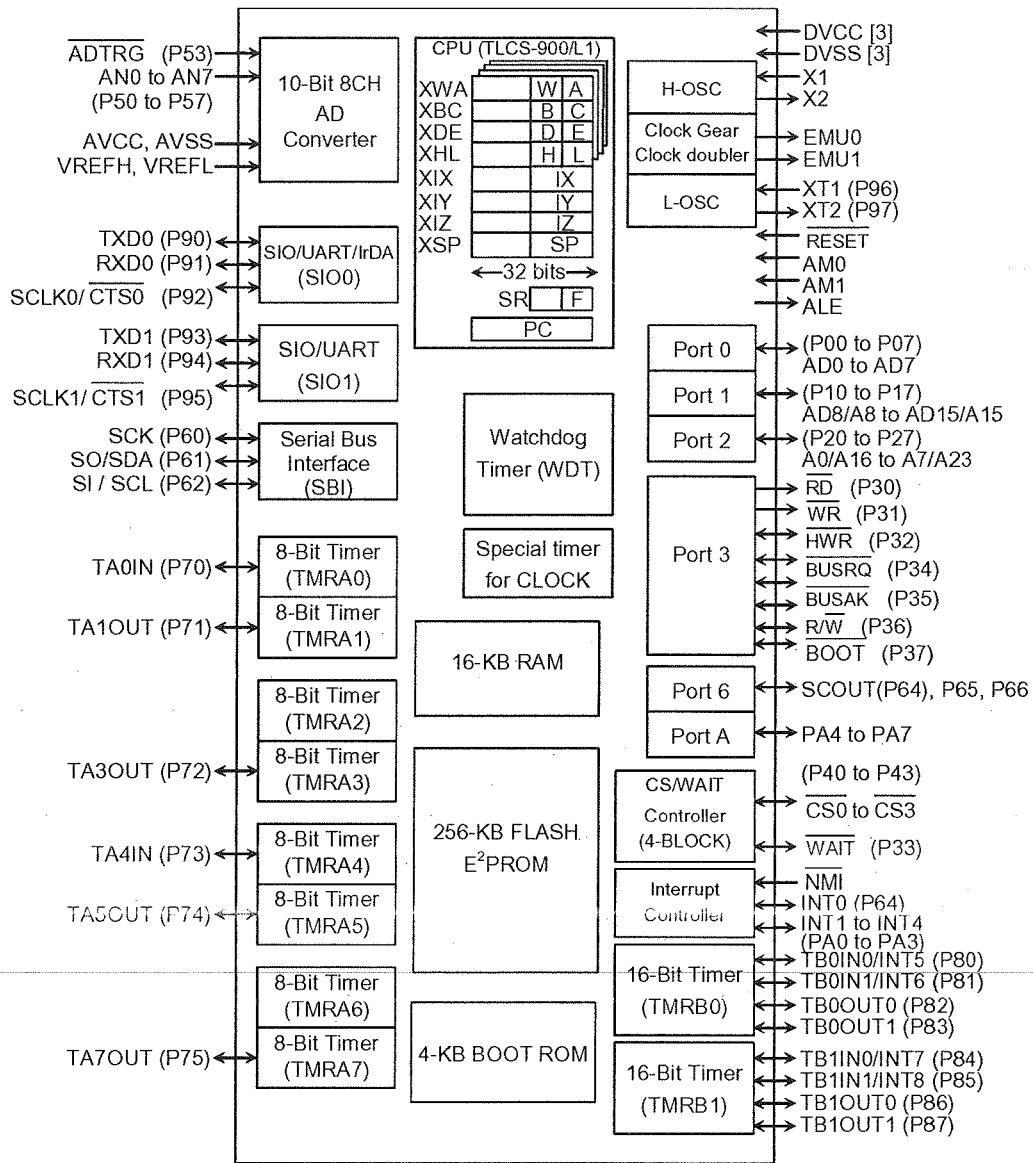 ADTRG (P53)
AN0 to AN7
(P50 to P57)
AVCC, AVSS
VREFH, VREFL
10-Bit 8CH
AD
Converter
TXD0 (P90)
RXD0 (P91)
SCLK0/ CTS0 (P92)
SIO/UART/IrDA
(SIO0)
TXD1 (P93)
RXD1 (P94)
SCLK1/ CTS1 (P95)
SIO/UART
(SIO1)
SCK (P60)
SO/SDA (P61)
SI / SCL (P62)
Serial Bus
Interface
(SBI)
TA0IN (P70)
8-Bit Timer
(TMRA0)
TA1OUT (P71)
8-Bit Timer
(TMRA1)
8-Bit Timer
(TMRA2)
TA3OUT (P72)
8-Bit Timer
(TMRA3)
TA4IN (P73)
8-Bit Timer
(TMRA4)
TA5OUT (P74)
8-Bit Timer
(TMRA5)
8-Bit Timer
(TMRA6)
TA7OUT (P75)
8-Bit Timer
(TMRA7)
CPU (TLCS-900/L1)
XWA W A
XBC B C
XDE D E
XHL H L
XIX IX
XIY IY
XIZ IZ
XSP SP
32 bits
SR F
PC
Watchdog
Timer (WDT)
Special timer
for CLOCK
16-KB RAM
256-KB FLASH
E²PROM
4-KB BOOT ROM
DVCC [3]
DVSS [3]
H-OSC
X1
X2
Clock Gear
Clock doubler
EMU0
EMU1
L-OSC
XT1 (P96)
XT2 (P97)
RESET
AM0
AM1
ALE
Port 0
(P00 to P07)
AD0 to AD7
Port 1
(P10 to P17)
AD8/A8 to AD15/A15
Port 2
(P20 to P27)
A0/A16 to A7/A23
Port 3
RD (P30)
WR (P31)
HWR (P32)
BUSRQ (P34)
BUSAK (P35)
R/W (P36)
BOOT (P37)
Port 6
SCOUT(P64), P65, P66
Port A
PA4 to PA7
CS/WAIT
Controller
(4-BLOCK)
(P40 to P43)
CS0 to CS3
WAIT (P33)
Interrupt
Controller
NMI
INT0 (P64)
INT1 to INT4
(PA0 to PA3)
16-Bit Timer
(TMRB0)
TB0IN0/INT5 (P80)
TB0IN1/INT6 (P81)
TB0OUT0 (P82)
TB0OUT1 (P83)
16-Bit Timer
(TMRB1)
TB1IN0/INT7 (P84)
TB1IN1/INT8 (P85)
TB1OUT0 (P86)
TB1OUT1 (P87)